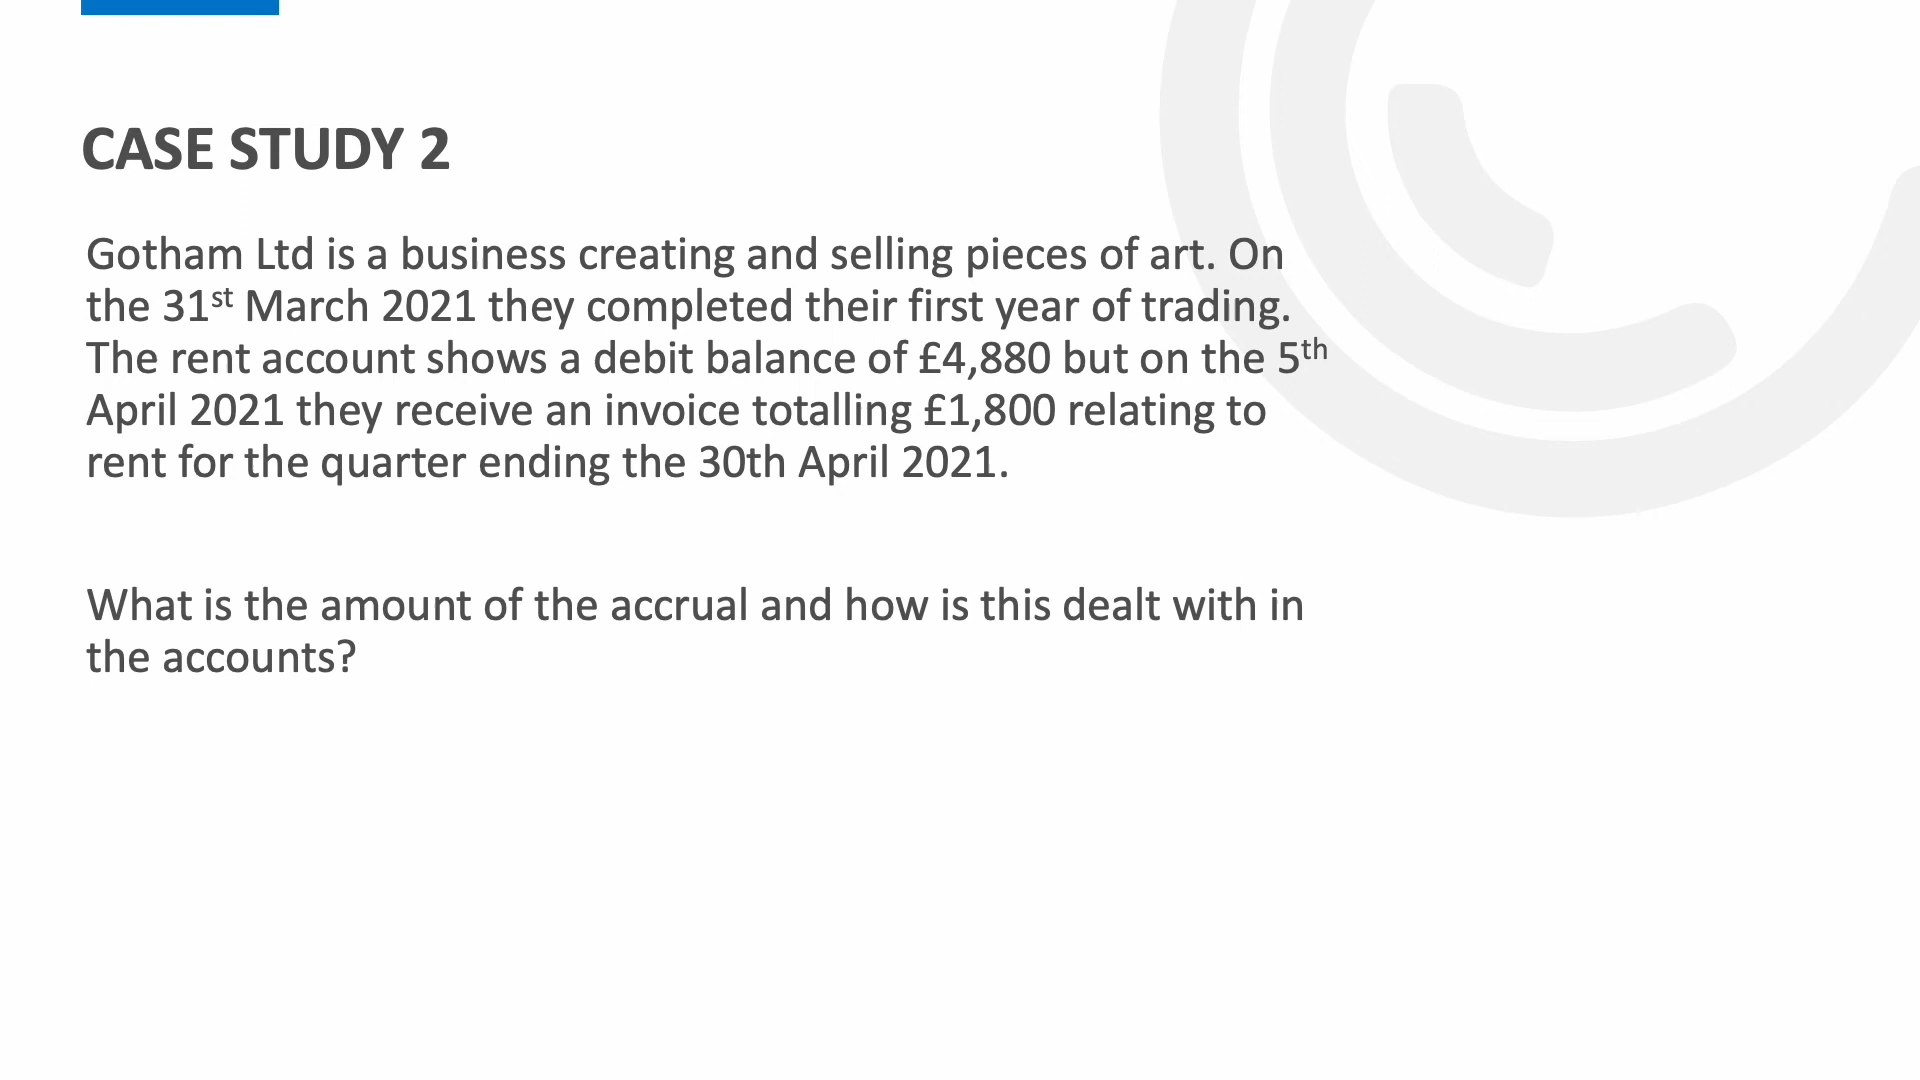 CASE STUDY 2
Gotham Ltd is a business creating and selling pieces of art. On
the 31st March 2021 they completed their first year of trading.
The rent account shows a debit balance of £4,880 but on the 5th
April 2021 they receive an invoice totalling £1,800 relating to
rent for the quarter ending the 30th April 2021.
What is the amount of the accrual and how is this dealt with in
the accounts?